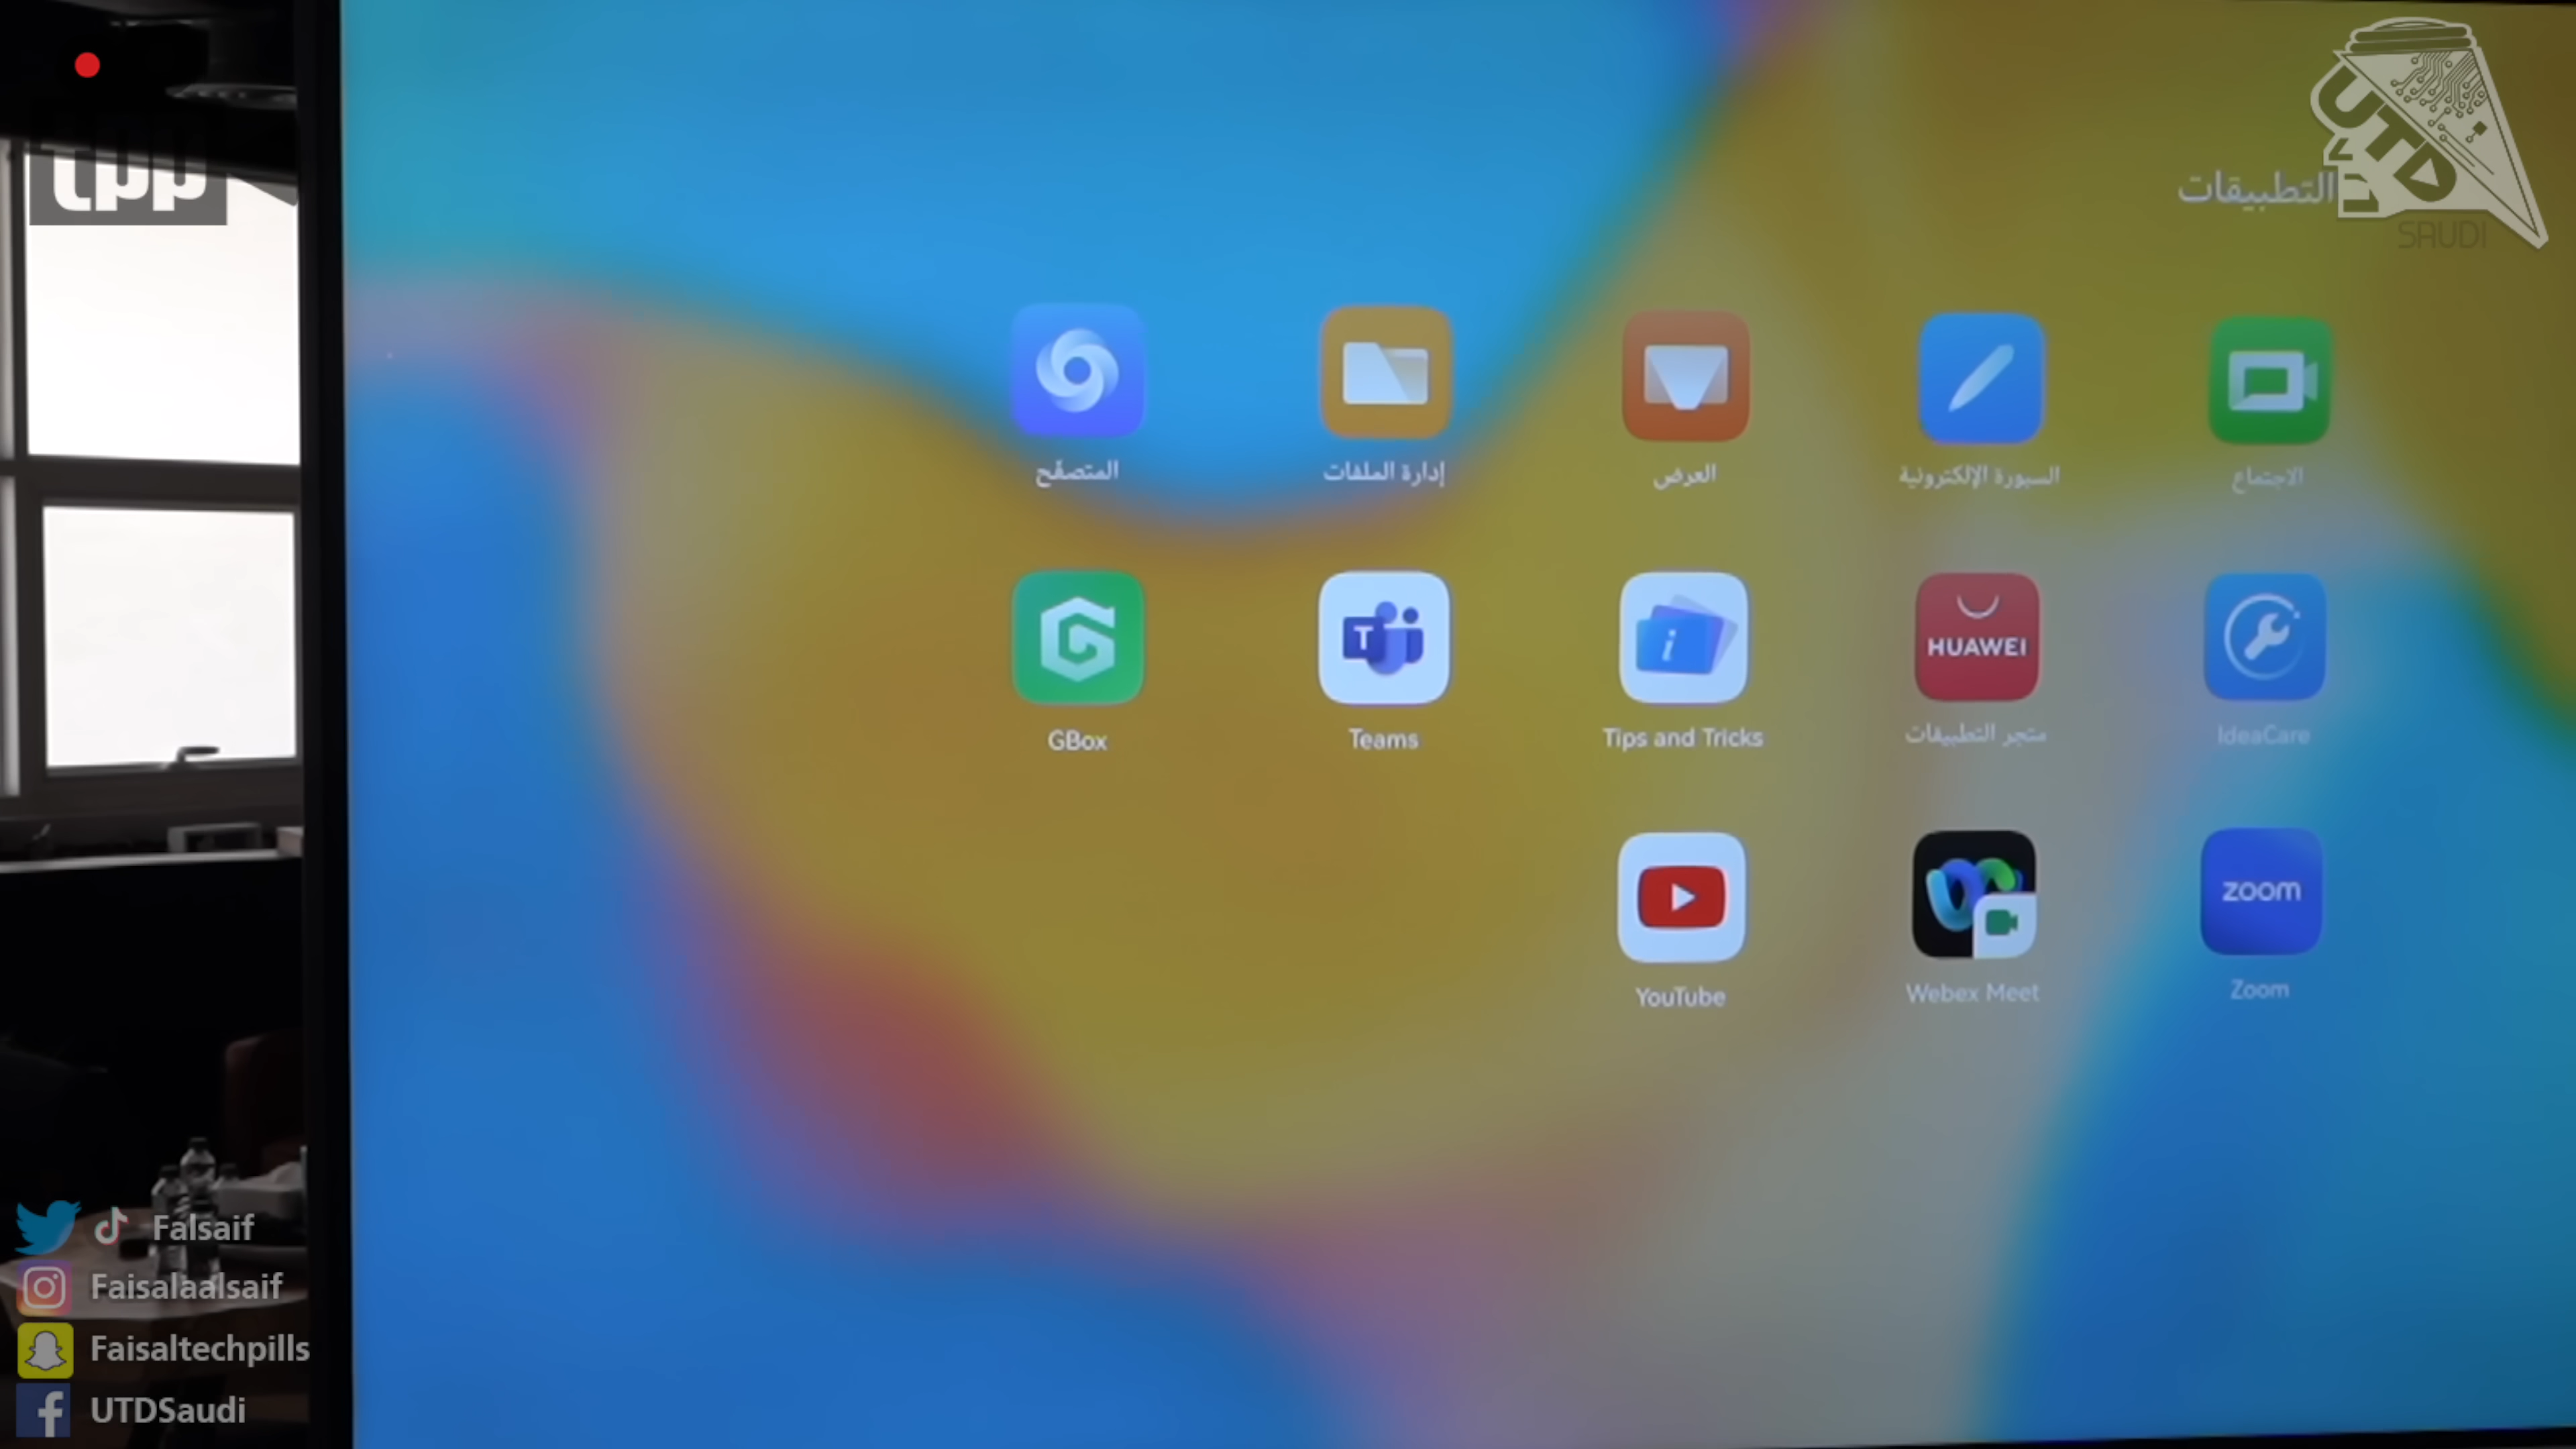 التطبيقات
UTD
SAUDI
الاجتماع
السبورة الإلكترونية
العرض
إدارة الملفات
المتصفّح
HUAWEI
IdeaCare
متجر التطبيقات
Tips and Tricks
Teams
GBox
zoom
Zoom
Webex Meet
YouTube
Falsaif
Faisalaalsaif
Faisaltechpills
UTDSaudi